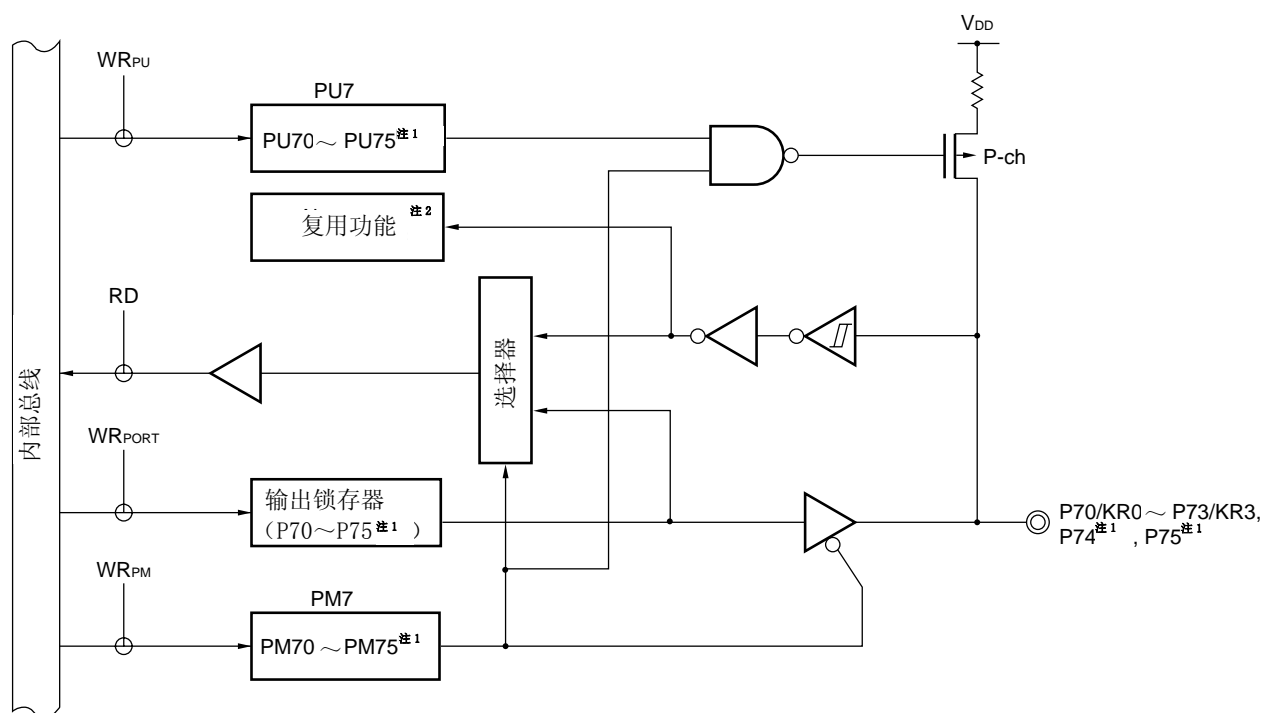 VDD
WRPU
PU7
PU70～ PU75注1
P-ch
复用功能注2
RD
选择器
内部总线
WRPORT
输出锁存器
（P70～P75注1 ）
P70/KR0～ P73/KR3,
P74注1 , P75注1
WRPM
PM7
PM70 ～PM75注1